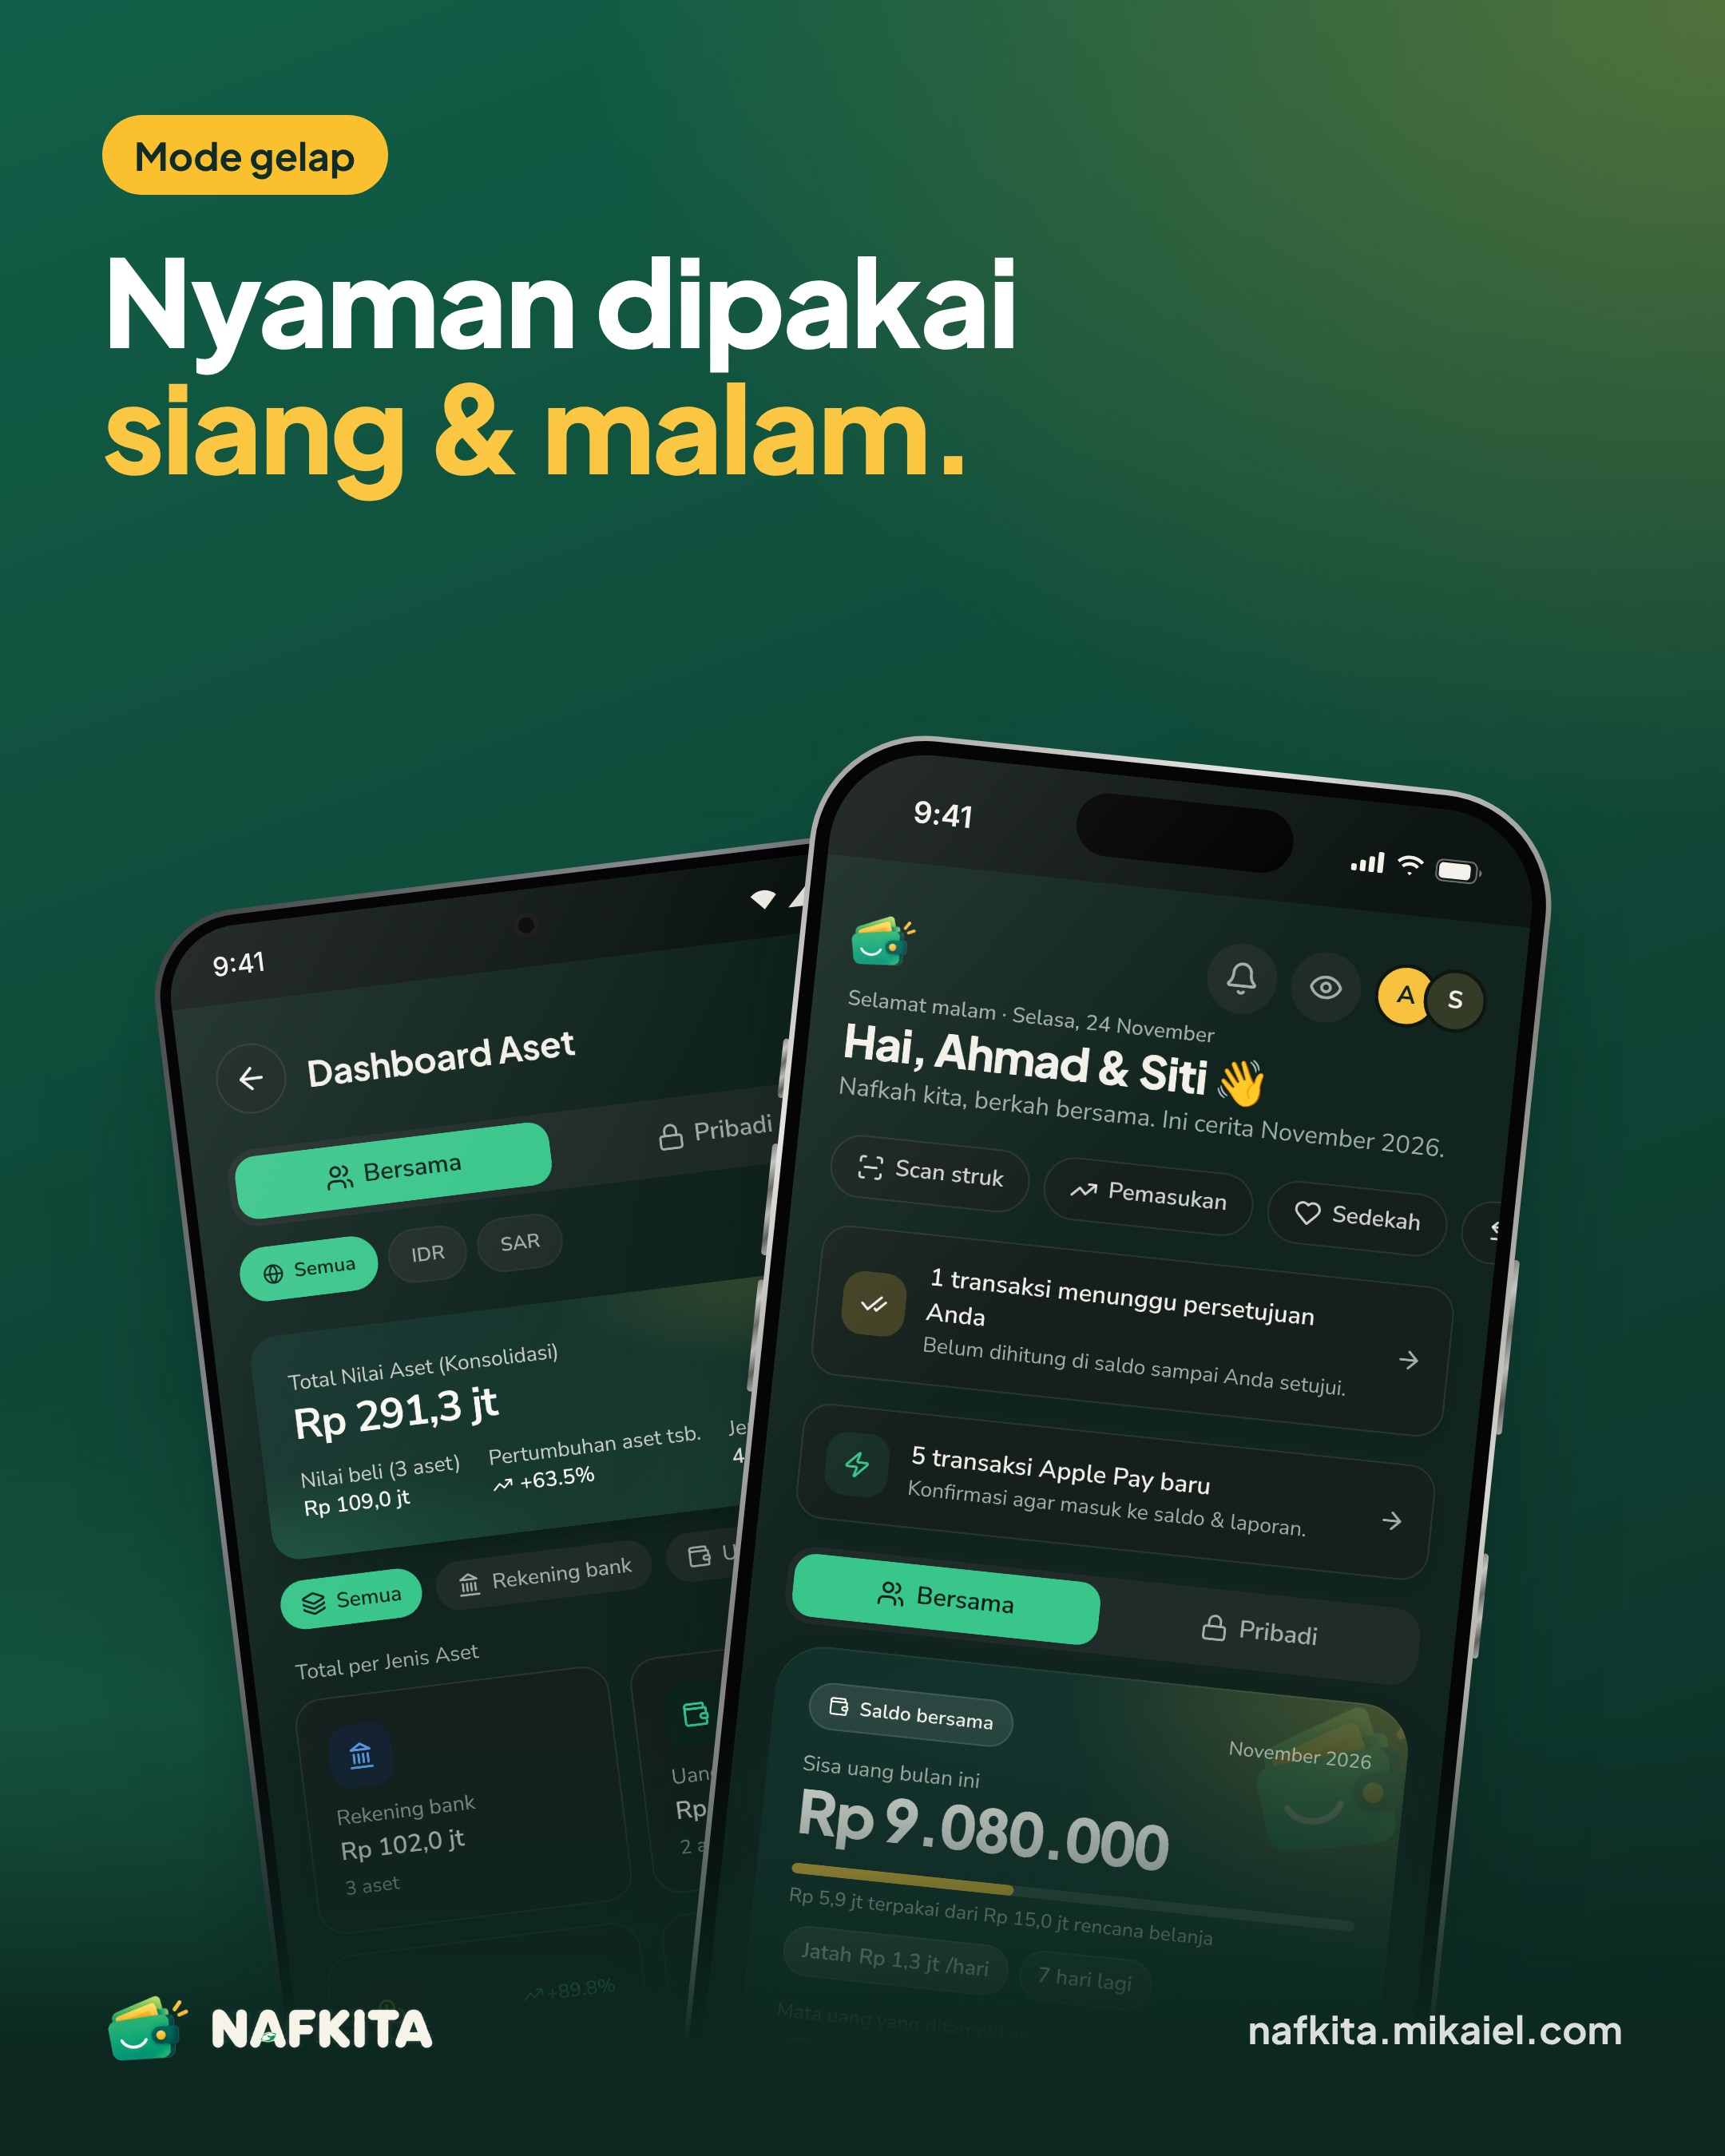 Mode gelap
Nyaman dipakai
siang & malam.
9:41
Dashboard Aset
Bersama
Pribadi
Semua
IDR
SAR
Total Nilai Aset (Konsolidasi)
Rp 291,3 jt
Nilai beli (3 aset)
Rp 109,0 jt
Pertumbuhan aset tsb.
+63.5%
Semua
Rekening bank
Total per Jenis Aset
Rekening bank
Rp 102,0 jt
3 aset
Rp
+89.8%
9:41
A
S
Selamat malam · Selasa, 24 November
Hai, Ahmad & Siti 👋
Nafkah kita, berkah bersama. Ini cerita November 2026.
Scan struk
Pemasukan
Sedekah
1 transaksi menunggu persetujuan
Anda
Belum dihitung di saldo sampai Anda setujui.
5 transaksi Apple Pay baru
Konfirmasi agar masuk ke saldo & laporan.
Bersama
Pribadi
Saldo bersama
November 2026
Sisa uang bulan ini
Rp 9.080.000
Rp 5,9 jt terpakai dari Rp 15,0 jt rencana belanja
Jatah Rp 1,3 jt /hari
7 hari lagi
Mata uang yang ditampilkan
NAFKITA
nafkita.mikaiel.com